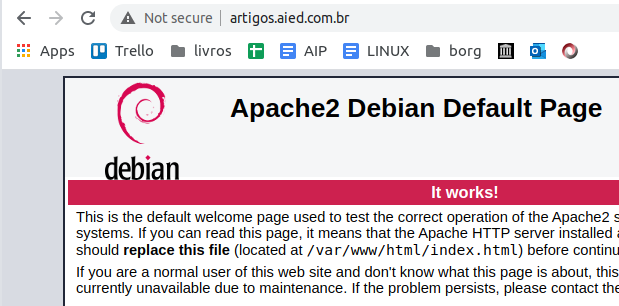 Not secure | artigos.aied.com.br
Apps Trello livros AIP LINUX borg
Apache2 Debian Default Page
debian
It works!
This is the default welcome page used to test the correct operation of the Apache2 s
systems. If you can read this page, it means that the Apache HTTP server installed a
should replace this file (located at /var/www/html/index.html) before continu
If you are a normal user of this web site and don't know what this page is about, this
currently unavailable due to maintenance. If the problem persists, please contact the